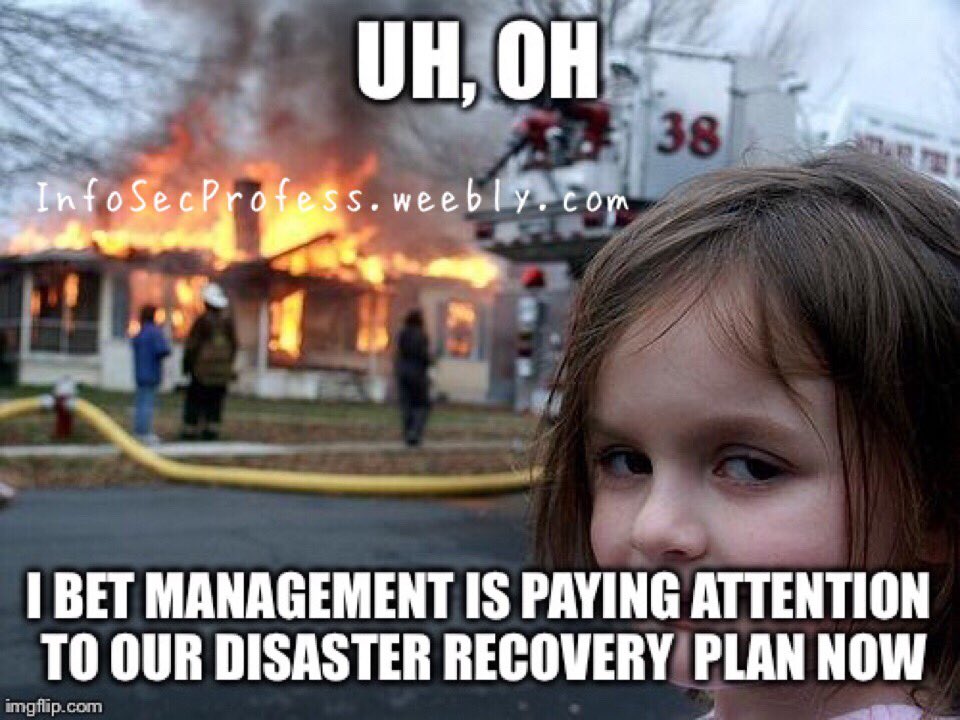 UH, OH
38
InfoSecProfess.weebly.com
I BET MANAGEMENT IS PAYING ATTENTION
TO OUR DISASTER RECOVERY PLAN NOW
imgflip.com